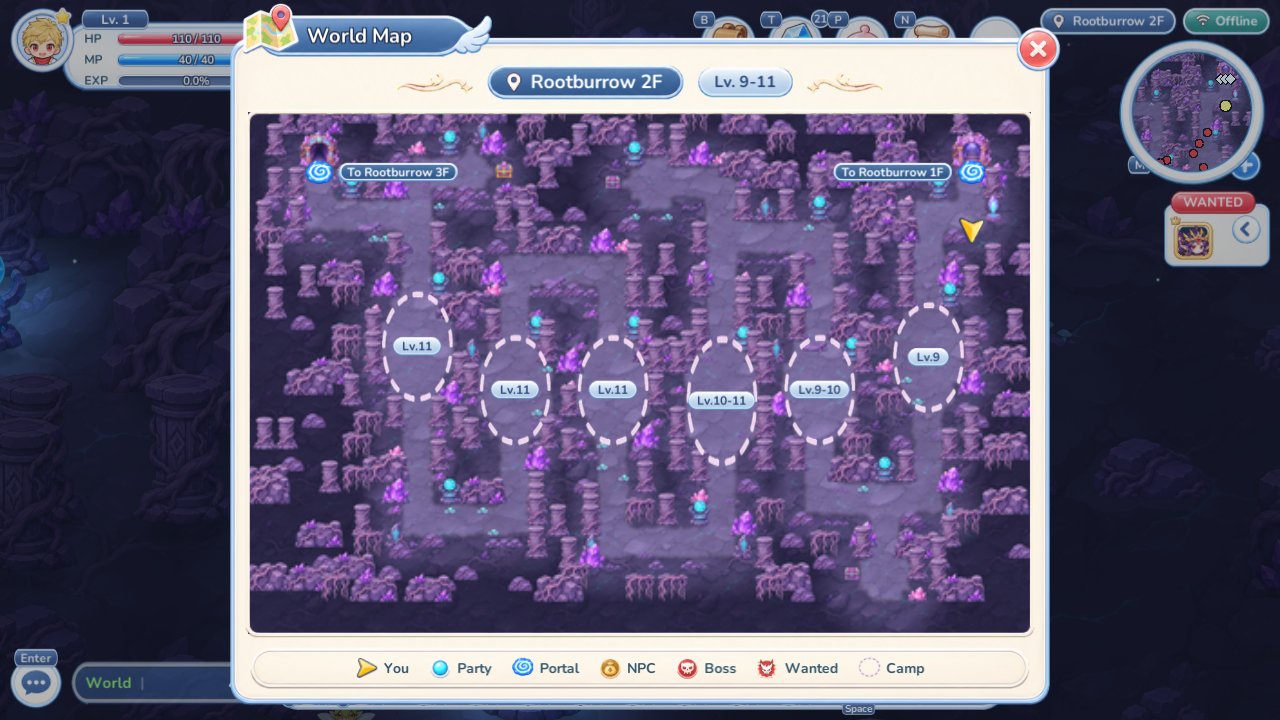 Lv. 1
HP 110/110
MP 40/40
EXP 0.0%
World Map
B
T
21
P
N
Rootburrow 2F
Offline
Rootburrow 2F
Lv. 9-11
To Rootburrow 3F
To Rootburrow 1F
M
WANTED
Lv.11
Lv.11
Lv.11
Lv.10-11
Lv.9-10
Lv.9
You
Party
Portal
NPC
Boss
Wanted
Camp
Enter
World
Space